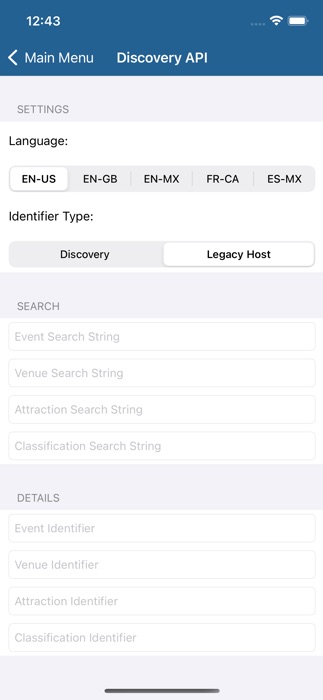 12:43
Main Menu Discovery API
SETTINGS
Language:
EN-US EN-GB EN-MX FR-CA ES-MX
Identifier Type:
Discovery Legacy Host
SEARCH
Event Search String
Venue Search String
Attraction Search String
Classification Search String
DETAILS
Event Identifier
Venue Identifier
Attraction Identifier
Classification Identifier